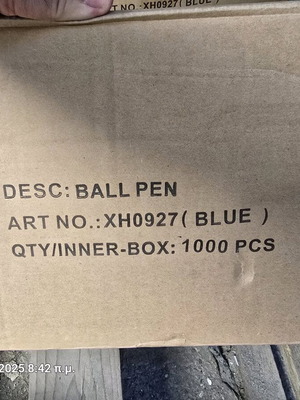 T NO.:XH0927(BLUE)
DESC: BALL PEN
ART NO.:XH0927( BLUE )
QTY/INNER-BOX: 1000 PCS
2025 8:42 π.μ.